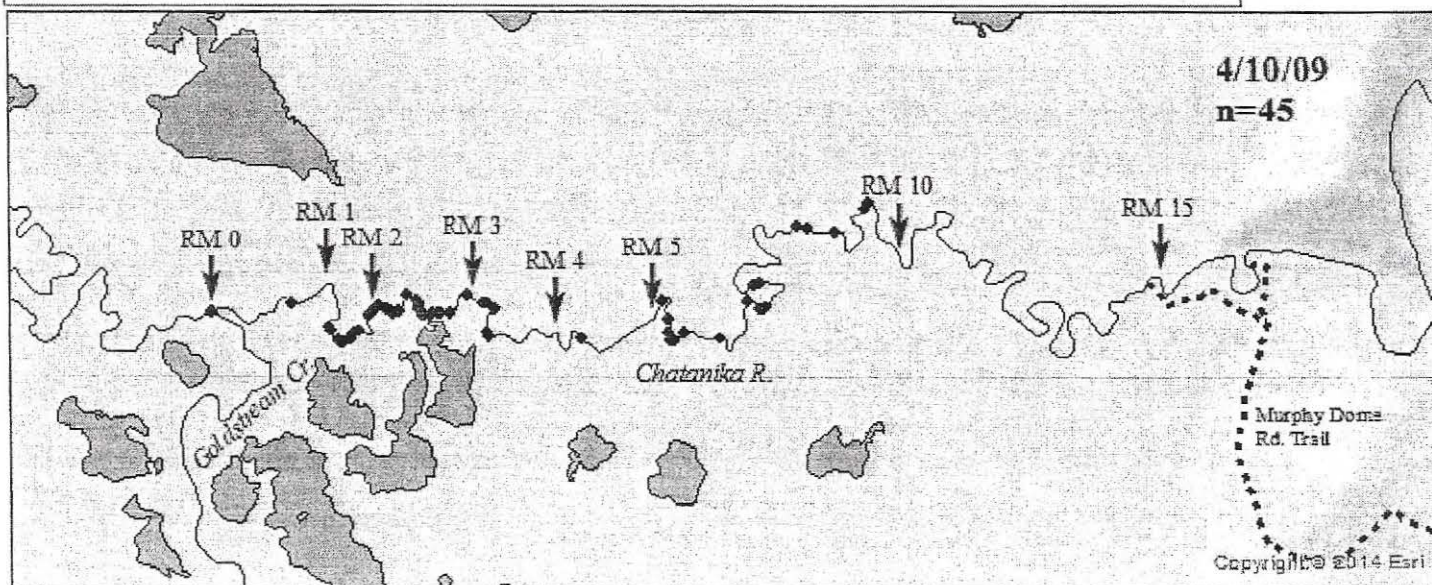 4/10/09
n=45
RM 0
RM 1
RM 2
RM 3
RM 4
RM 5
RM 10
RM 15
Chatanika R.
Goldstream Cr.
Murphy Dome
Rd. Trail
Copyright:© 2014 Esri